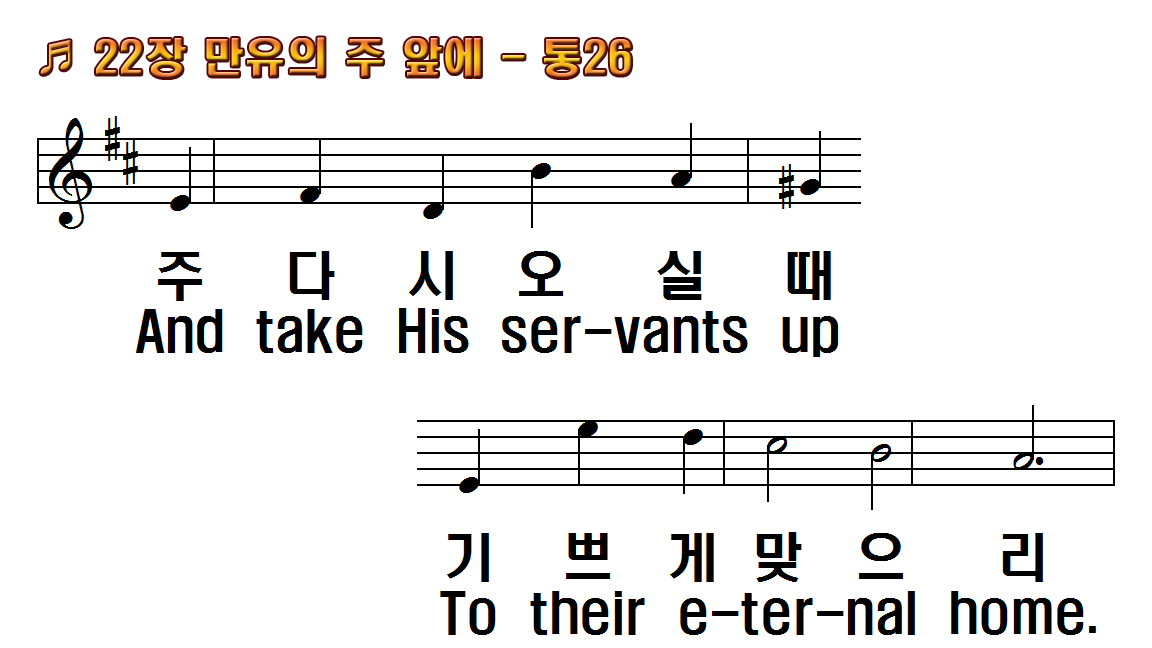 22장 만유의 주 앞에 - 통26
주 다 시 오 실 때
And take His ser-vants up
기 쁘 게 맞 으 리
To their e-ter-nal home.